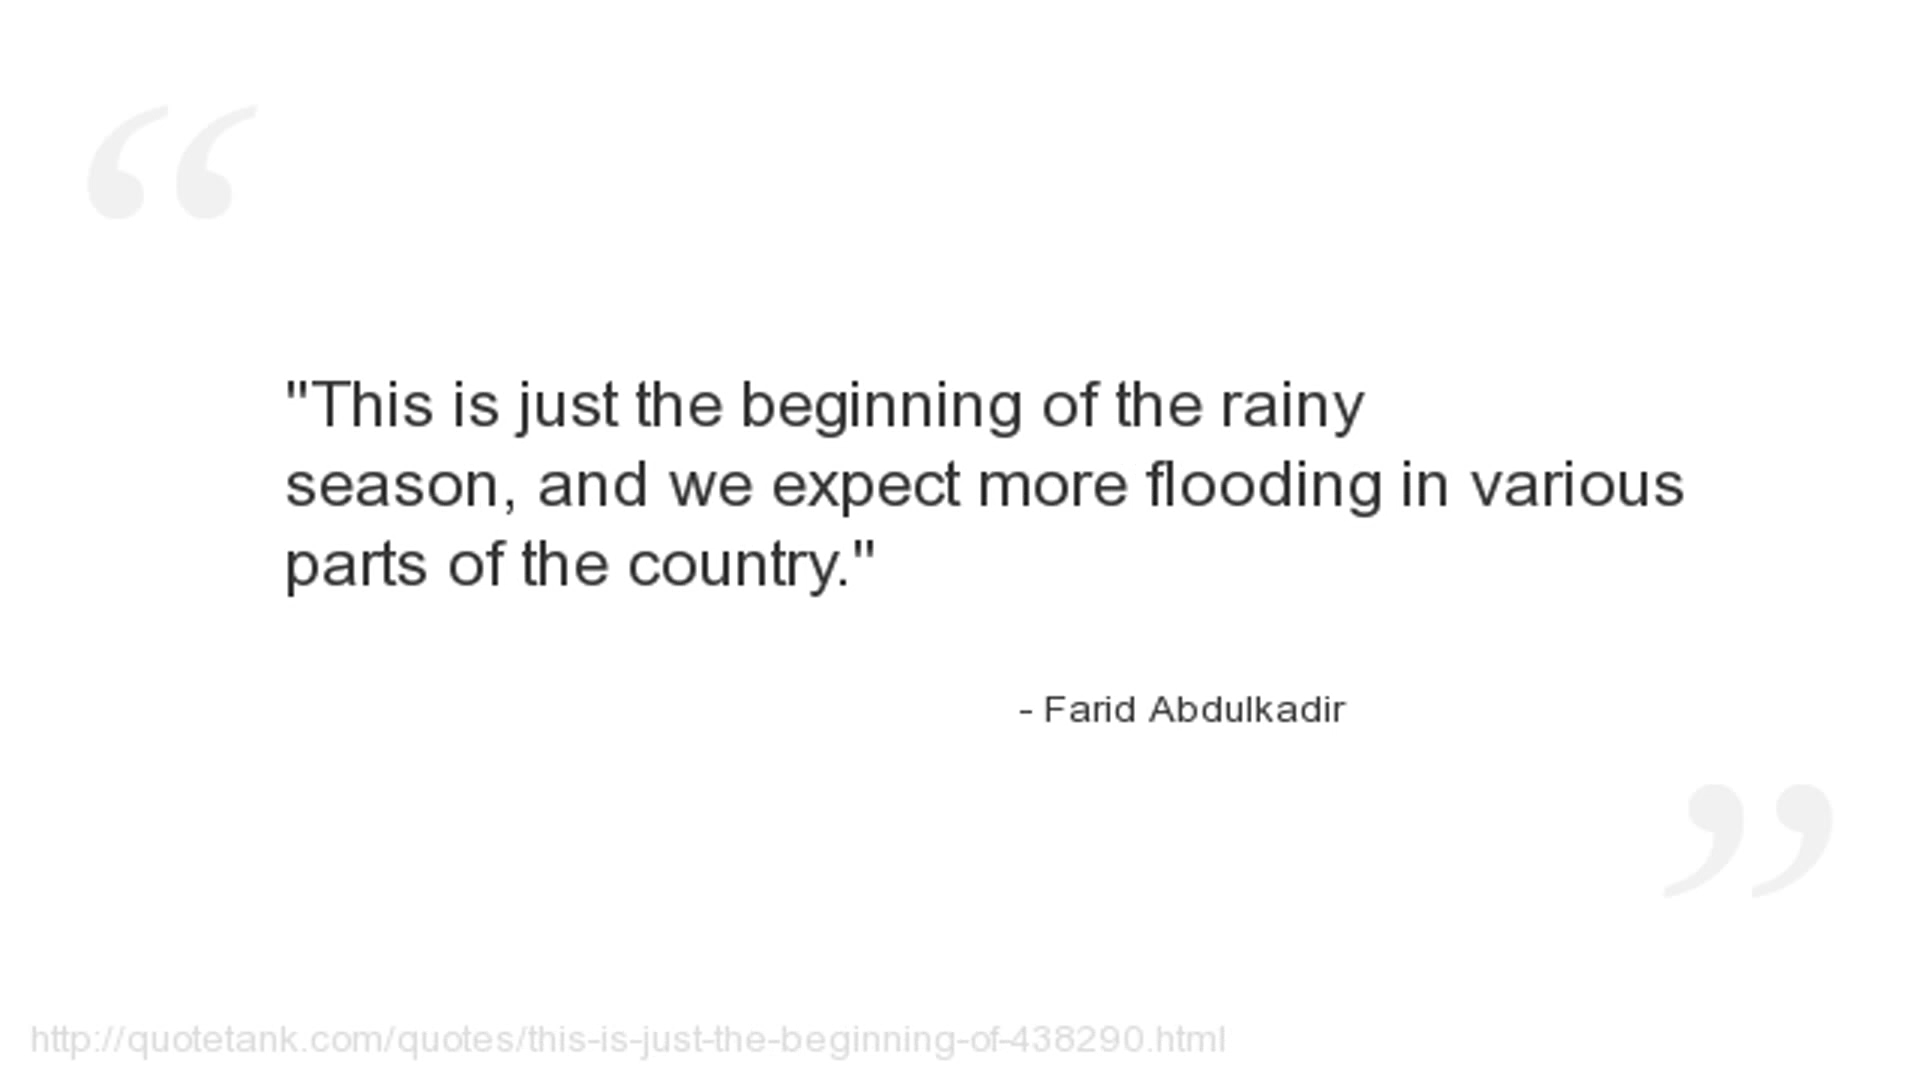 "This is just the beginning of the rainy
season, and we expect more flooding in various
parts of the country."
- Farid Abdulkadir
http://quotetank.com/quotes/this-is-just-the-beginning-of-438290.html